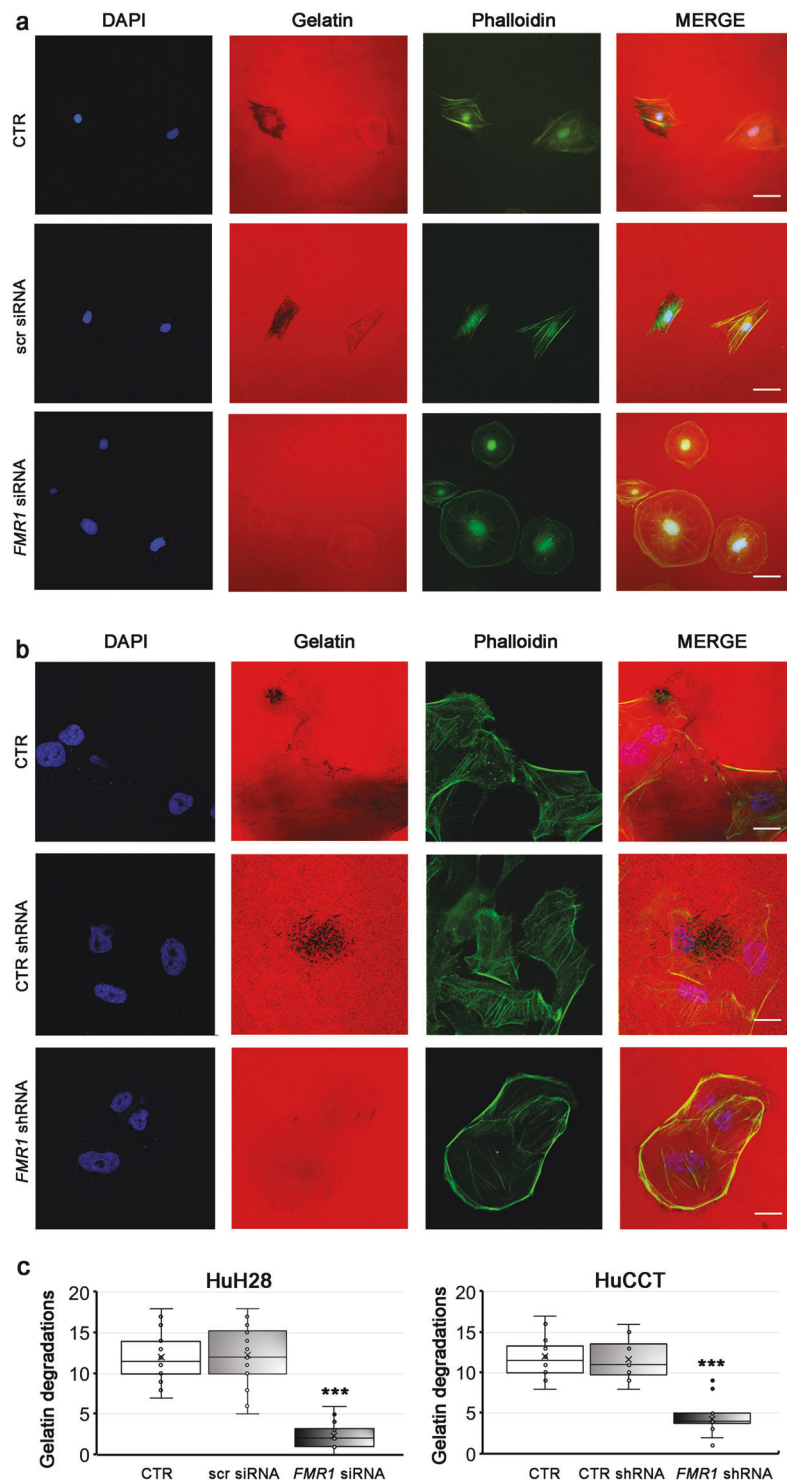 a
DAPI Gelatin Phalloidin MERGE
CTR
scr siRNA
FMR1 siRNA
b
DAPI Gelatin Phalloidin MERGE
CTR
CTR shRNA
FMR1 shRNA
c
HuH28
Gelatin degradations
20
15
10
5
0
***
CTR scr siRNA FMR1 siRNA
HuCCT
Gelatin degradations
20
15
10
5
0
***
CTR CTR shRNA FMR1 shRNA